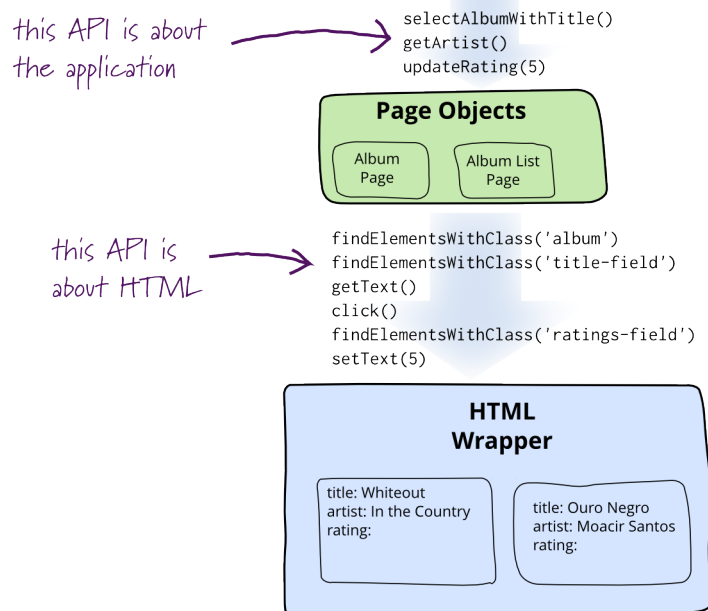 this API is about
the application
selectAlbumWithTitle()
getArtist()
updateRating(5)
Page Objects
Album
Page
Album List
Page
this API is
about HTML
findElementsWithClass('album')
findElementsWithClass('title-field')
getText()
click()
findElementsWithClass('ratings-field')
setText(5)
HTML
Wrapper
title: Whiteout
artist: In the Country
rating:
title: Ouro Negro
artist: Moacir Santos
rating: